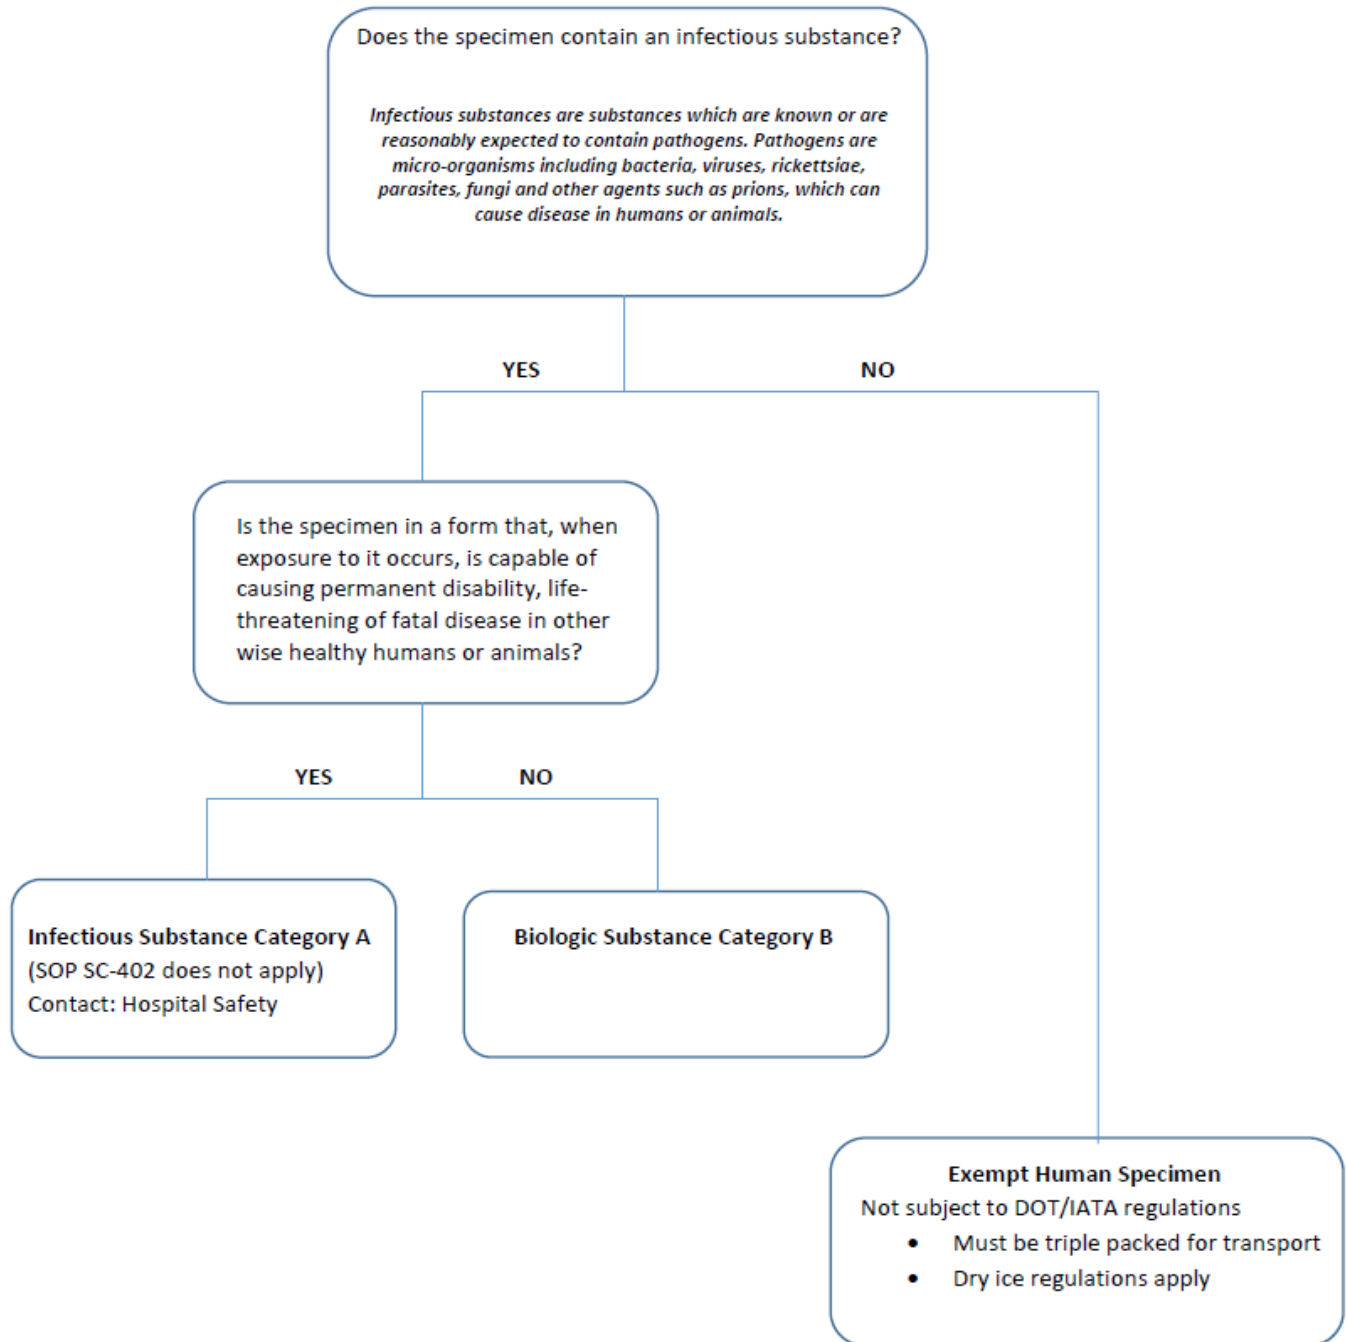 Does the specimen contain an infectious substance?
Infectious substances are substances which are known or are
reasonably expected to contain pathogens. Pathogens are
micro-organisms including bacteria, viruses, rickettsiae,
parasites, fungi and other agents such as prions, which can
cause disease in humans or animals.
YES
NO
Is the specimen in a form that, when
exposure to it occurs, is capable of
causing permanent disability, life-
threatening of fatal disease in other
wise healthy humans or animals?
YES
NO
Infectious Substance Category A
(SOP SC-402 does not apply)
Contact: Hospital Safety
Biologic Substance Category B
Exempt Human Specimen
Not subject to DOT/IATA regulations
• Must be triple packed for transport
• Dry ice regulations apply